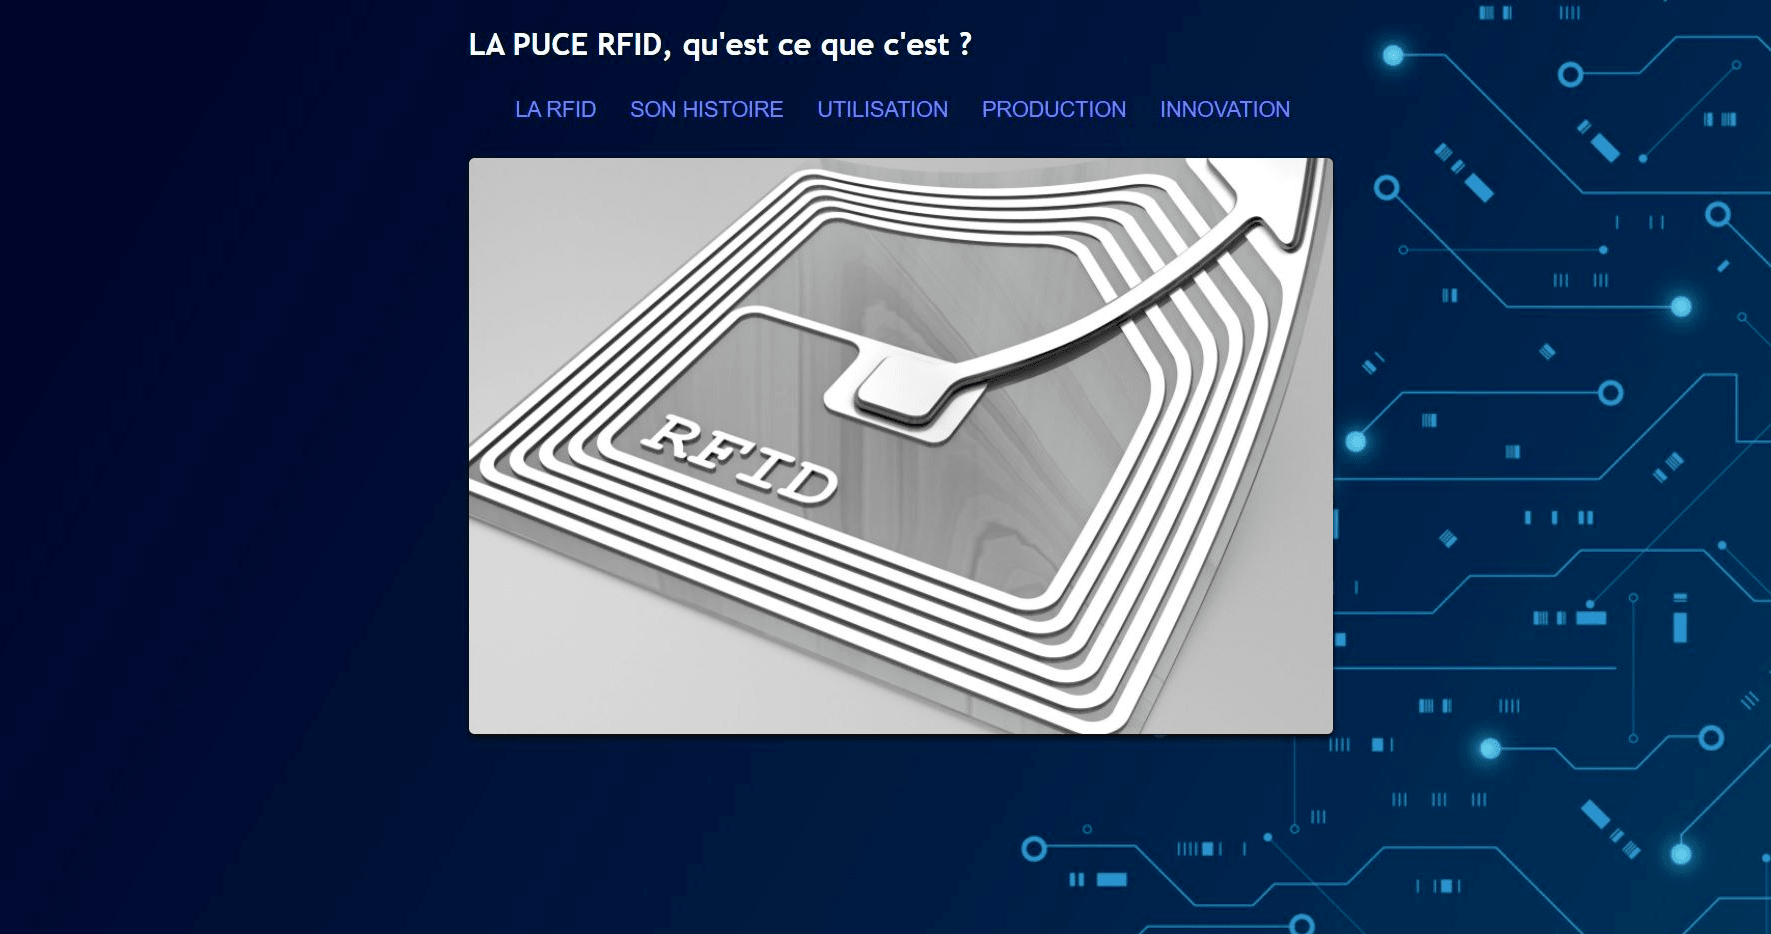 LA PUCE RFID, qu'est ce que c'est ?
LA RFID SON HISTOIRE UTILISATION PRODUCTION INNOVATION
RFID